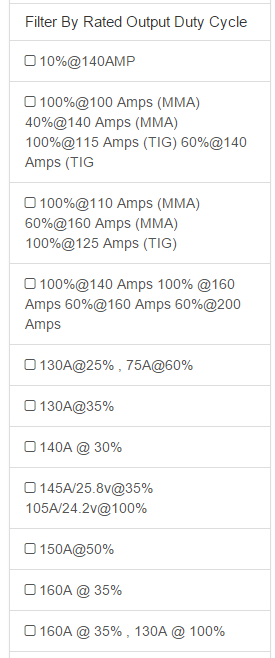 Filter By Rated Output Duty Cycle
10%@140AMP
100%@100 Amps (MMA)
40%@140 Amps (MMA)
100%@115 Amps (TIG) 60%@140
Amps (TIG
100%@110 Amps (MMA)
60%@160 Amps (MMA)
100%@125 Amps (TIG)
100%@140 Amps 100% @160
Amps 60%@160 Amps 60%@200
Amps
130A@25% , 75A@60%
130A@35%
140A @ 30%
145A/25.8v@35%
105A/24.2v@100%
150A@50%
160A @ 35%
160A @ 35% , 130A @ 100%